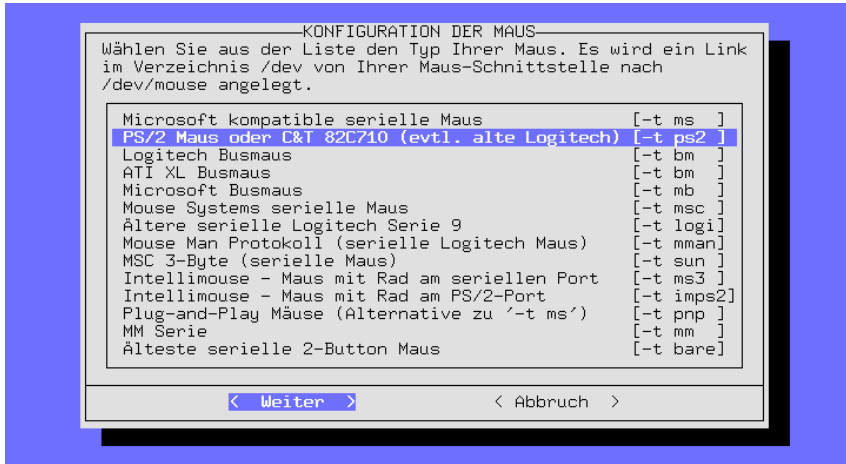 KONFIGURATION DER MAUS
Wählen Sie aus der Liste den Typ Ihrer Maus. Es wird ein Link
im Verzeichnis /dev von Ihrer Maus-Schnittstelle nach
/dev/mouse angelegt.
Microsoft kompatible serielle Maus [-t ms ]
PS/2 Maus oder C&T 82C710 (evtl. alte Logitech) [-t ps2 ]
Logitech Busmaus [-t bm ]
ATI XL Busmaus [-t bm ]
Microsoft Busmaus [-t mb ]
Mouse Systems serielle Maus [-t msc ]
Ältere serielle Logitech Serie 9 [-t logi]
Mouse Man Protokoll (serielle Logitech Maus) [-t mman]
MSC 3-Byte (serielle Maus) [-t sun ]
Intellimouse - Maus mit Rad am seriellen Port [-t ms3 ]
Intellimouse - Maus mit Rad am PS/2-Port [-t imps2]
Plug-and-Play Mäuse (Alternative zu '-t ms') [-t pnp ]
MM Serie [-t mm ]
Älteste serielle 2-Button Maus [-t bare]
< Weiter > < Abbruch >